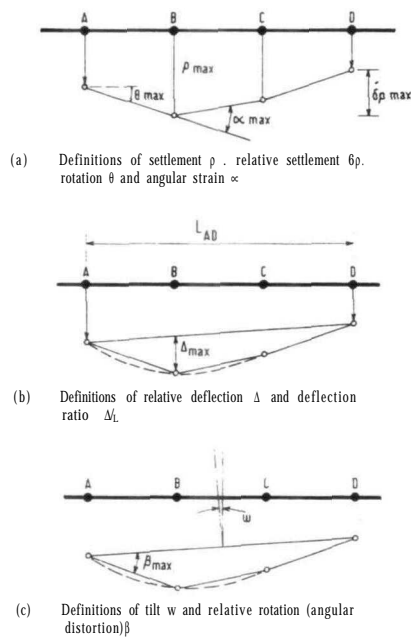 A B C D
ρ max
θ max
δρ max
∝ max
(a) Definitions of settlement ρ . relative settlement 6ρ.
rotation θ and angular strain ∝
L AD
A B C D
Δmax
(b) Definitions of relative deflection Δ and deflection
ratio Δ/L
A B C D
ω
βmax
(c) Definitions of tilt w and relative rotation (angular
distortion)β